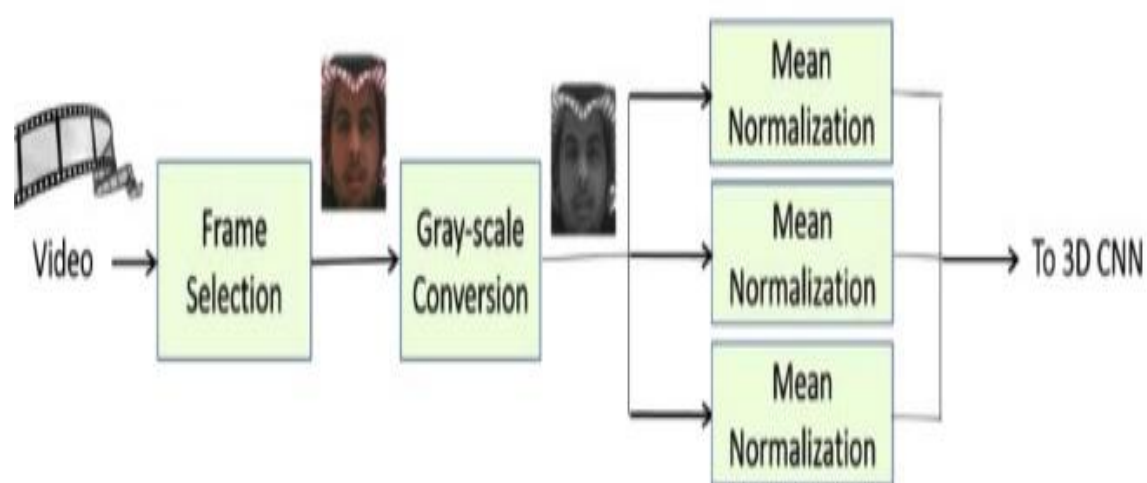 Video
Frame
Selection
Gray-scale
Conversion
Mean
Normalization
Mean
Normalization
Mean
Normalization
To 3D CNN